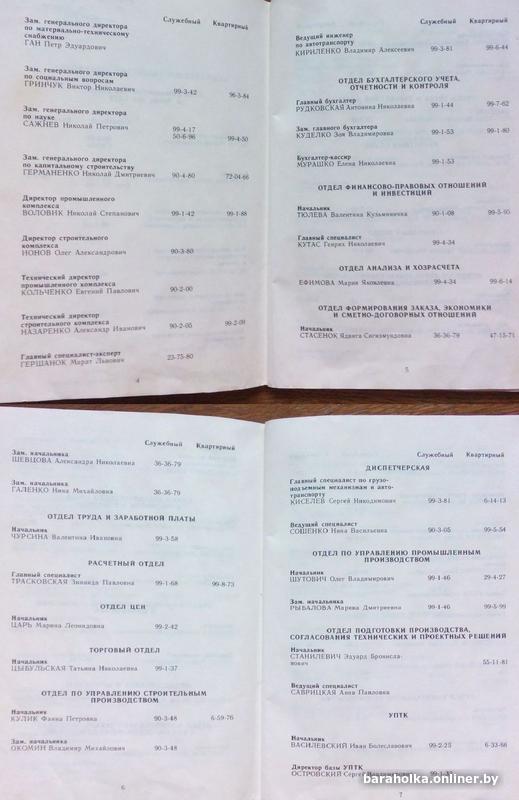 Служебный Квартирный
Зам. генерального директора
по материально-техническому
снабжению
ГАН Петр Эдуардович
Зам. генерального директора
по социальным вопросам
ГРИНЧУК Виктор Николаевич 99-3-42 96-3-84
Зам. генерального директора
по науке
САЖНЕВ Николай Петрович 99-4-17
50-6-96 99-4-50
Зам. генерального директора
по капитальному строительству
ГЕРМАНЕНКО Николай Дмитриевич 90-4-80 72-04-66
Директор промышленного
комплекса
ВОЛОВИК Николай Степанович 99-1-42 99-1-88
Директор строительного
комплекса
НОНОВ Олег Александрович 90-3-80
Технический директор
промышленного комплекса
КОЛЬЧЕНКО Евгений Павлович 90-2-00
Технический директор
строительного комплекса
НАЗАРЕНКО Александр Иванович 90-2-05 99-2-09
Главный специалист-эксперт
ГЕРШАНОК Марат Львович 23-75-80
4
Служебный Квартирный
Ведущий инженер
по автотранспорту
КИРИЛЕНКО Владимир Алексеевич 99-3-81 99-6-44
ОТДЕЛ БУХГАЛТЕРСКОГО УЧЕТА,
ОТЧЕТНОСТИ И КОНТРОЛЯ
Главный бухгалтер
РУДКОВСКАЯ Антонина Николаевна 99-1-44 99-7-62
Зам. главного бухгалтера
КУДЕЛКО Зоя Владимировна 99-1-53 99-1-80
Бухгалтер-кассир
МУРАШКО Елена Николаевна 99-1-53
ОТДЕЛ ФИНАНСОВО-ПРАВОВЫХ ОТНОШЕНИЙ
И ИНВЕСТИЦИЙ
Начальник
ТЮЛЕВА Валентина Кузьминична 90-1-08 99-5-95
Главный специалист
КУТАС Генрих Николаевич 99-4-34
ОТДЕЛ АНАЛИЗА И ХОЗРАСЧЕТА
ЕФИМОВА Мария Яковлевна 99-4-34 99-6-14
ОТДЕЛ ФОРМИРОВАНИЯ ЗАКАЗА, ЭКОНОМИКИ
И СМЕТНО-ДОГОВОРНЫХ ОТНОШЕНИЙ
Начальник
СТАСЕНОК Ядвига Сигизмундовна 36-36-79 47-15-71
5
Служебный Квартирный
Зам. начальника
ШЕВЦОВА Александра Николаевна 36-36-79
Зам. начальника
ГАЛЕНКО Нина Михайловна 36-36-79
ОТДЕЛ ТРУДА И ЗАРАБОТНОЙ ПЛАТЫ
Начальник
ЧУРСИНА Валентина Ивановна 99-3-58
РАСЧЕТНЫЙ ОТДЕЛ
Главный специалист
ТРАСКОВСКАЯ Зинаида Павловна 99-1-68 99-8-73
ОТДЕЛ ЦЕН
Начальник
ЦАРЬ Марина Леонидовна 99-2-42
ТОРГОВЫЙ ОТДЕЛ
Начальник
ЦЫБУЛЬСКАЯ Татьяна Николаевна 99-1-37
ОТДЕЛ ПО УПРАВЛЕНИЮ СТРОИТЕЛЬНЫМ
ПРОИЗВОДСТВОМ
Начальник
КУЛИК Фаина Петровна 90-3-48 6-59-76
Зам. начальника
ОКОМИН Владимир Михайлович 90-3-48
6
Служебный Квартирный
ДИСПЕТЧЕРСКАЯ
Главный специалист по грузо-
подъемным механизмам и авто-
транспорту
КИСЕЛЕВ Сергей Никодимович 99-3-81 6-14-13
Ведущий специалист
СОШЕНКО Нина Васильевна 90-3-05 99-5-54
ОТДЕЛ ПО УПРАВЛЕНИЮ ПРОМЫШЛЕННЫМ
ПРОИЗВОДСТВОМ
Начальник
ШУТОВИЧ Олег Владимирович 99-1-46 29-4-27
Зам. начальника
РЫБАЛОВА Марина Дмитриевна 99-1-46 99-5-99
ОТДЕЛ ПОДГОТОВКИ ПРОИЗВОДСТВА,
СОГЛАСОВАНИЯ ТЕХНИЧЕСКИХ И ПРОЕКТНЫХ РЕШЕНИЙ
Начальник
СТАНИЛЕВИЧ Эдуард Бронисла-
вович 55-11-81
Ведущий специалист
САВРИЦКАЯ Анна Павловна
УПТК
Начальник
ВАСИЛЕВСКИЙ Иван Болеславович 99-2-25 6-33-66
Директор базы УПТК
ОСТРОВСКИЙ Сергей
7
baraholka.onliner.by